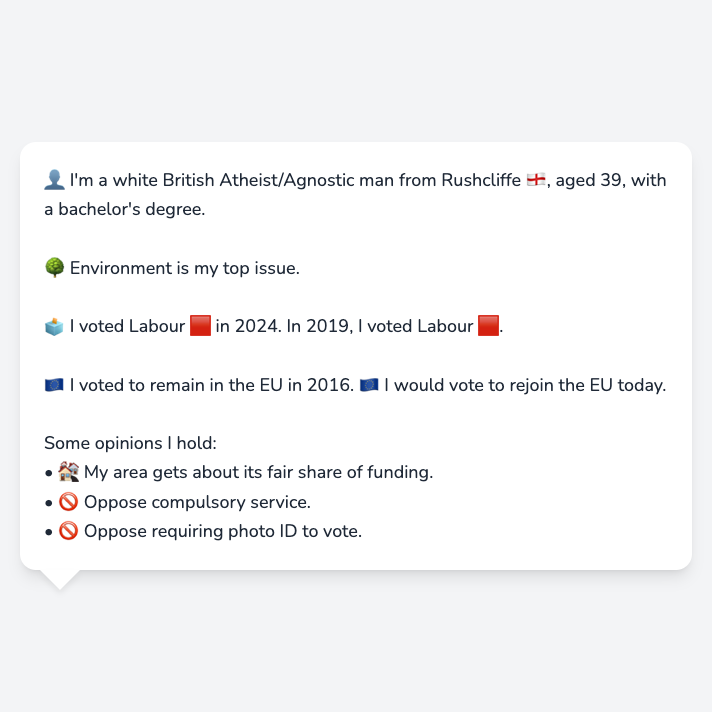 👤 I'm a white British Atheist/Agnostic man from Rushcliffe 🏴󠁧󠁢󠁥󠁮󠁧󠁿, aged 39, with
a bachelor's degree.
🌳 Environment is my top issue.
🗳️ I voted Labour 🟥 in 2024. In 2019, I voted Labour 🟥.
🇪🇺 I voted to remain in the EU in 2016. 🇪🇺 I would vote to rejoin the EU today.
Some opinions I hold:
• 🏘️ My area gets about its fair share of funding.
• 🚫 Oppose compulsory service.
• 🚫 Oppose requiring photo ID to vote.